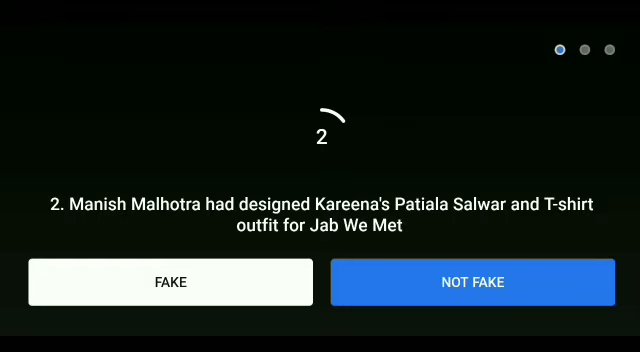 2
2. Manish Malhotra had designed Kareena's Patiala Salwar and T-shirt
outfit for Jab We Met
FAKE
NOT FAKE